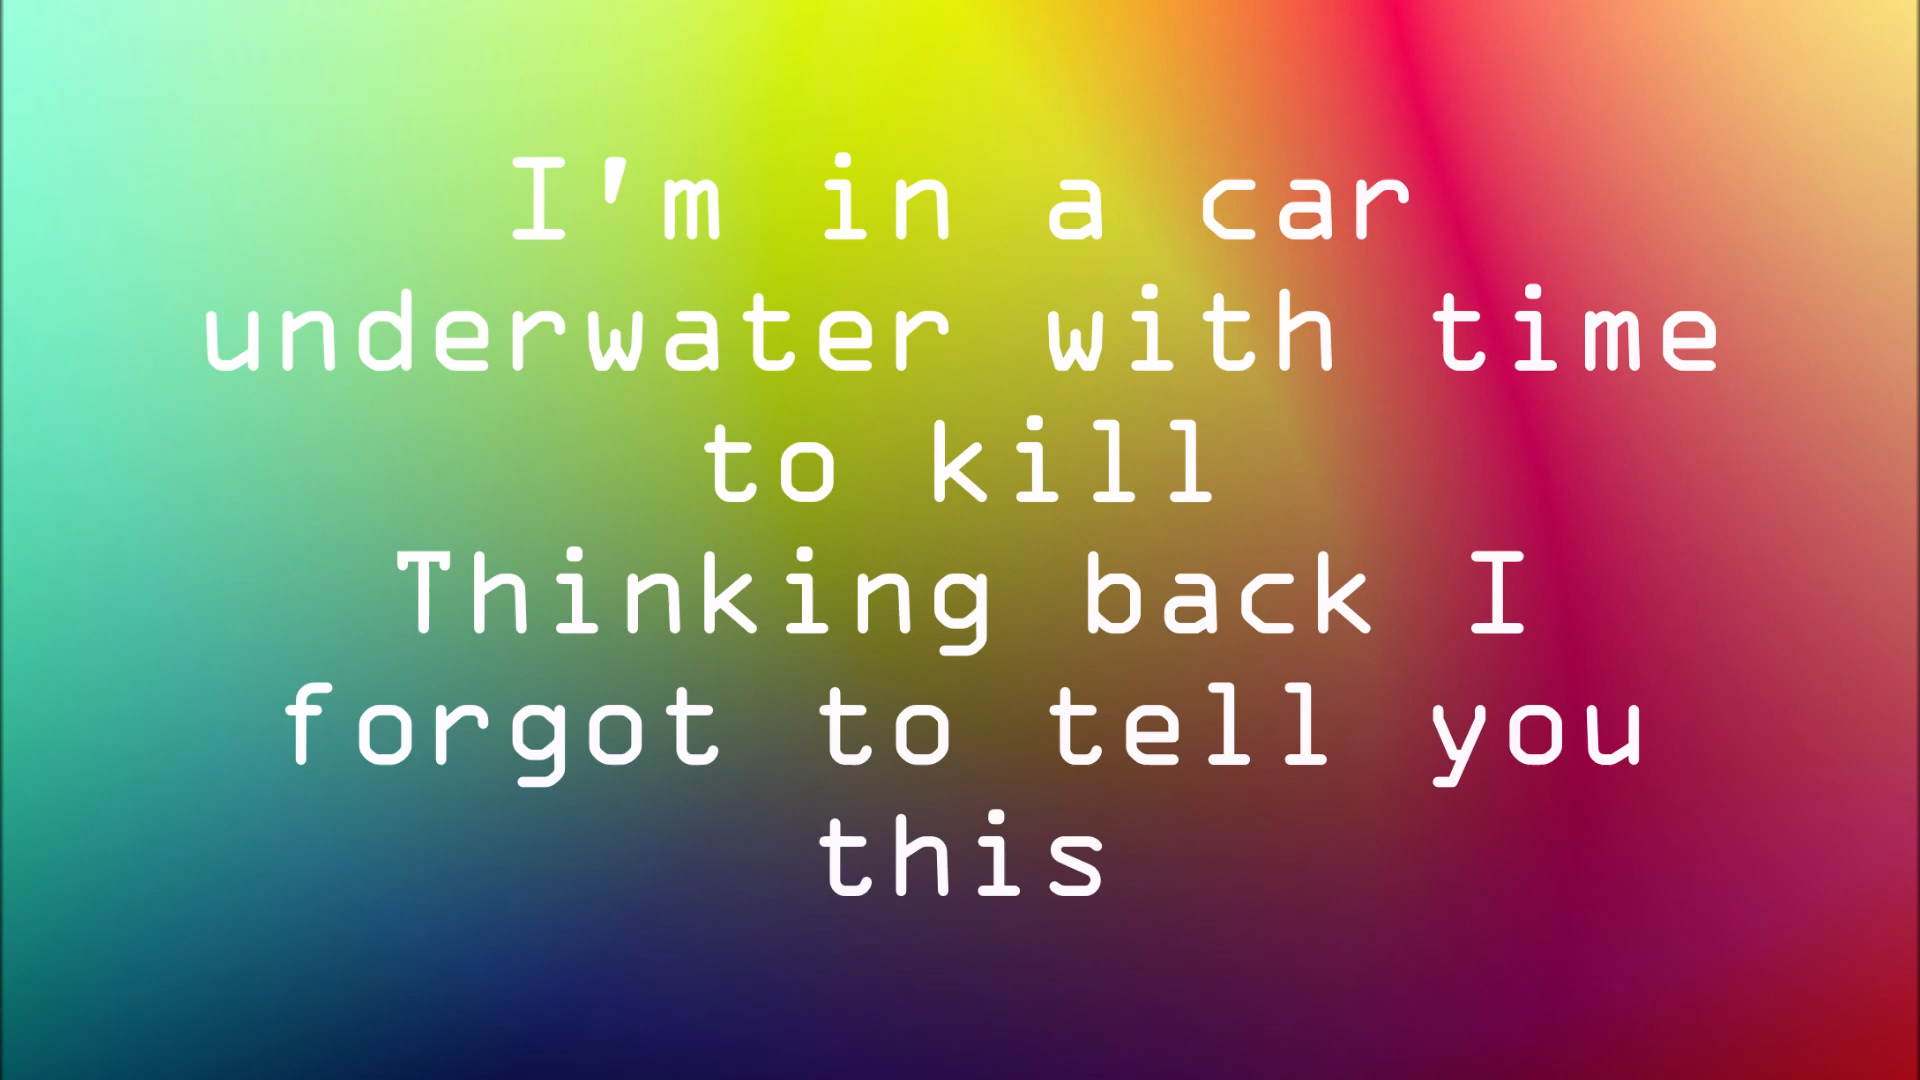 I'm in a car
underwater with time
to kill
Thinking back I
forgot to tell you
this